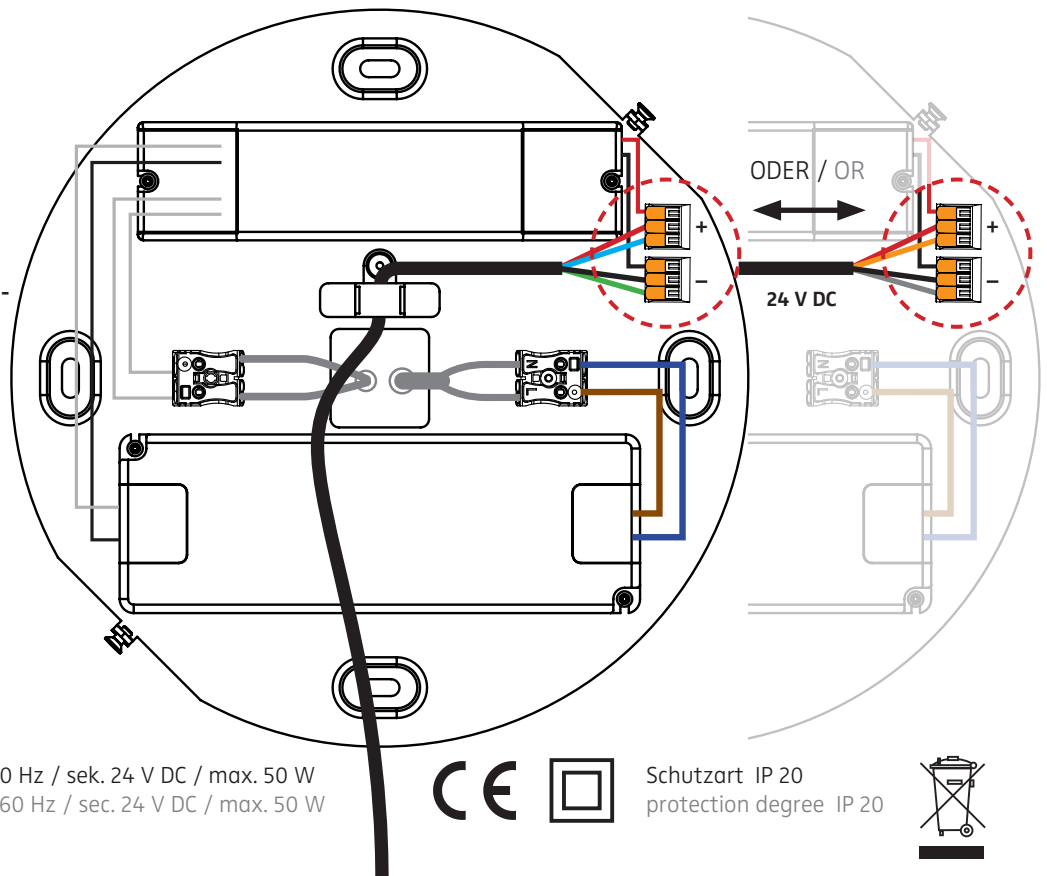 ODER / OR
+
−
+
−
24 V DC
-
N
L
N
L
0 Hz / sek. 24 V DC / max. 50 W
60 Hz / sec. 24 V DC / max. 50 W
CE
Schutzart IP 20
protection degree IP 20